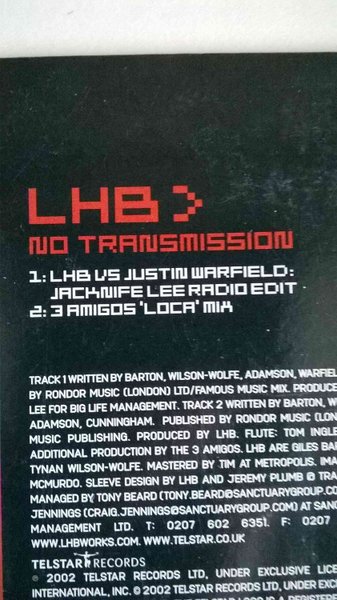 LHB >
NO TRANSMISSION
1: LHB VS JUSTIN WARFIELD:
JACKNIFE LEE RADIO EDIT
2: 3 AMIGOS 'LOCA' MIX
TRACK 1 WRITTEN BY BARTON, WILSON-WOLFE, ADAMSON, WARFIEL
BY RONDOR MUSIC (LONDON) LTD/FAMOUS MUSIC MIX. PRODUCE
LEE FOR BIG LIFE MANAGEMENT. TRACK 2 WRITTEN BY BARTON, W
ADAMSON, CUNNINGHAM. PUBLISHED BY RONDOR MUSIC (LON
MUSIC PUBLISHING. PRODUCED BY LHB. FLUTE: TOM INGLE
ADDITIONAL PRODUCTION BY THE 3 AMIGOS. LHB ARE GILES BAR
TYNAN WILSON-WOLFE. MASTERED BY TIM AT METROPOLIS. IMA
MCMURDO. SLEEVE DESIGN BY LHB AND JEREMY PLUMB @ TRA
MANAGED BY TONY BEARD (TONY.BEARD@SANCTUARYGROUP.COM)
JENNINGS (CRAIG.JENNINGS@SANCTUARYGROUP.COM) AT SANC
MANAGEMENT LTD. T: 0207 602 6351. F: 0207
WWW.LHBWORKS.COM. WWW.TELSTAR.CO.UK
TELSTAR RECORDS
℗ 2002 TELSTAR RECORDS LTD, UNDER EXCLUSIVE LICE
INTERNATIONAL, INC. © 2002 TELSTAR RECORDS LTD, UNDER EXC